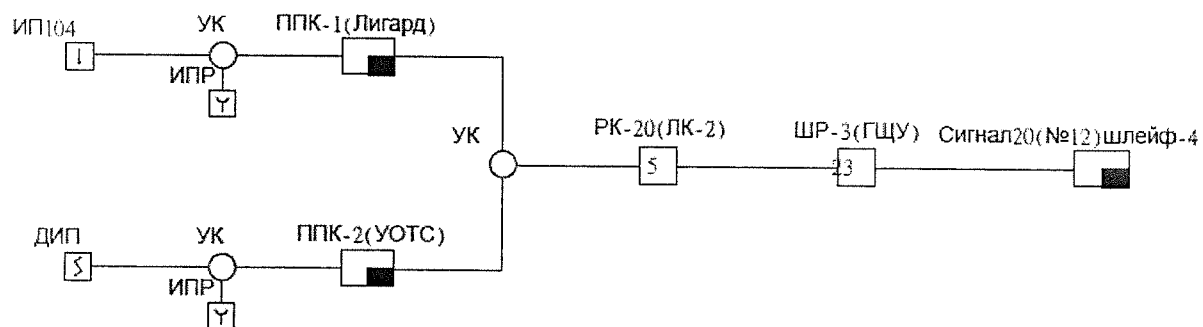 ИП104
УК
ППК-1(Лигард)
ИПР
УК
РК-20(ЛК-2)
ШР-3(ГЩУ)
Сигнал20(№12)шлейф-4
5
23
ДИП
УК
ППК-2(УОТС)
ИПР